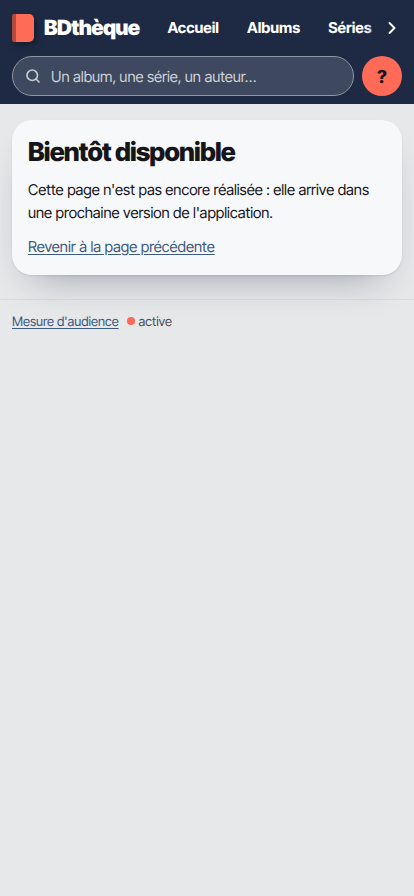 BDthèque Accueil Albums Séries
Un album, une série, un auteur... ?
Bientôt disponible
Cette page n'est pas encore réalisée : elle arrive dans
une prochaine version de l'application.
Revenir à la page précédente
Mesure d'audience active